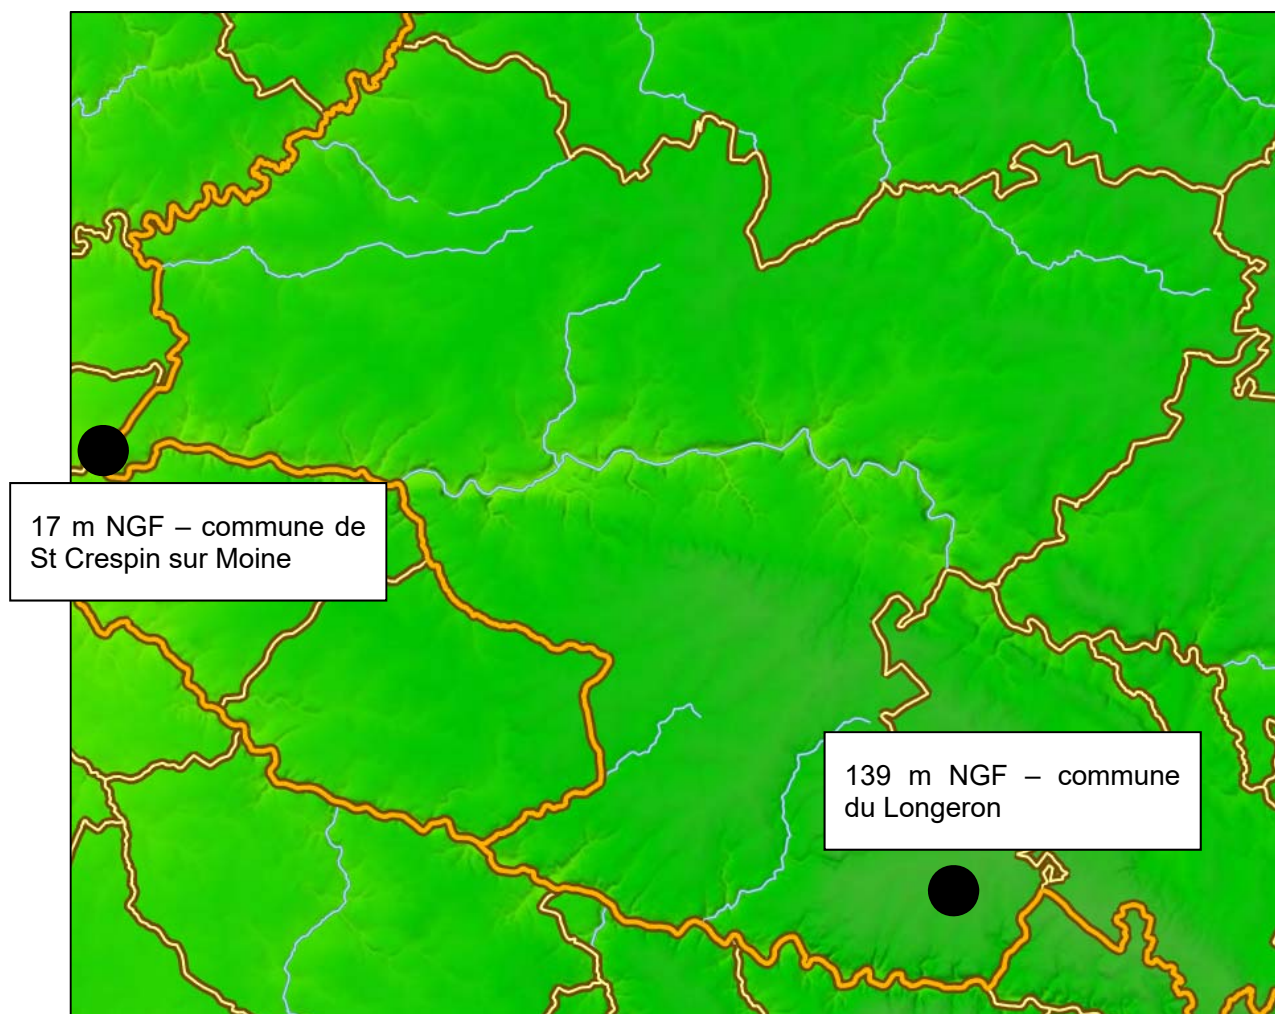 17 m NGF – commune de
St Crespin sur Moine
139 m NGF – commune
du Longeron